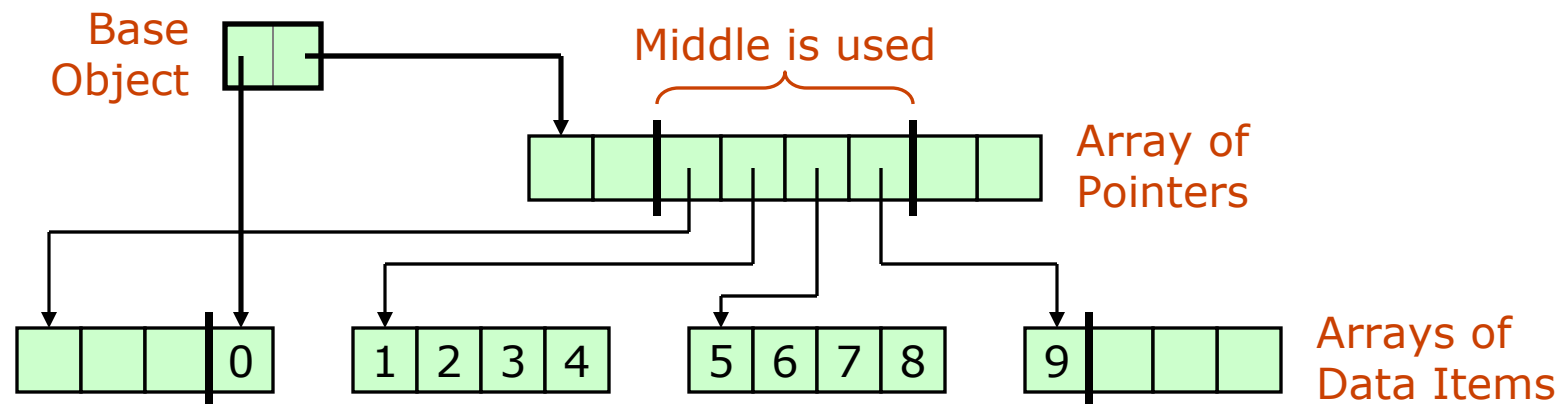 Base
Object
Middle is used
Array of
Pointers
0 1 2 3 4 5 6 7 8 9
Arrays of
Data Items